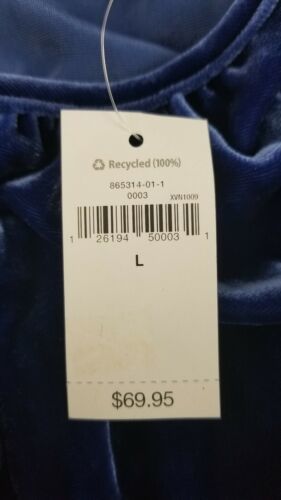 Recycled (100%)
865314-01-1
0003 XVN1009
1 26194 50003 1
L
$69.95